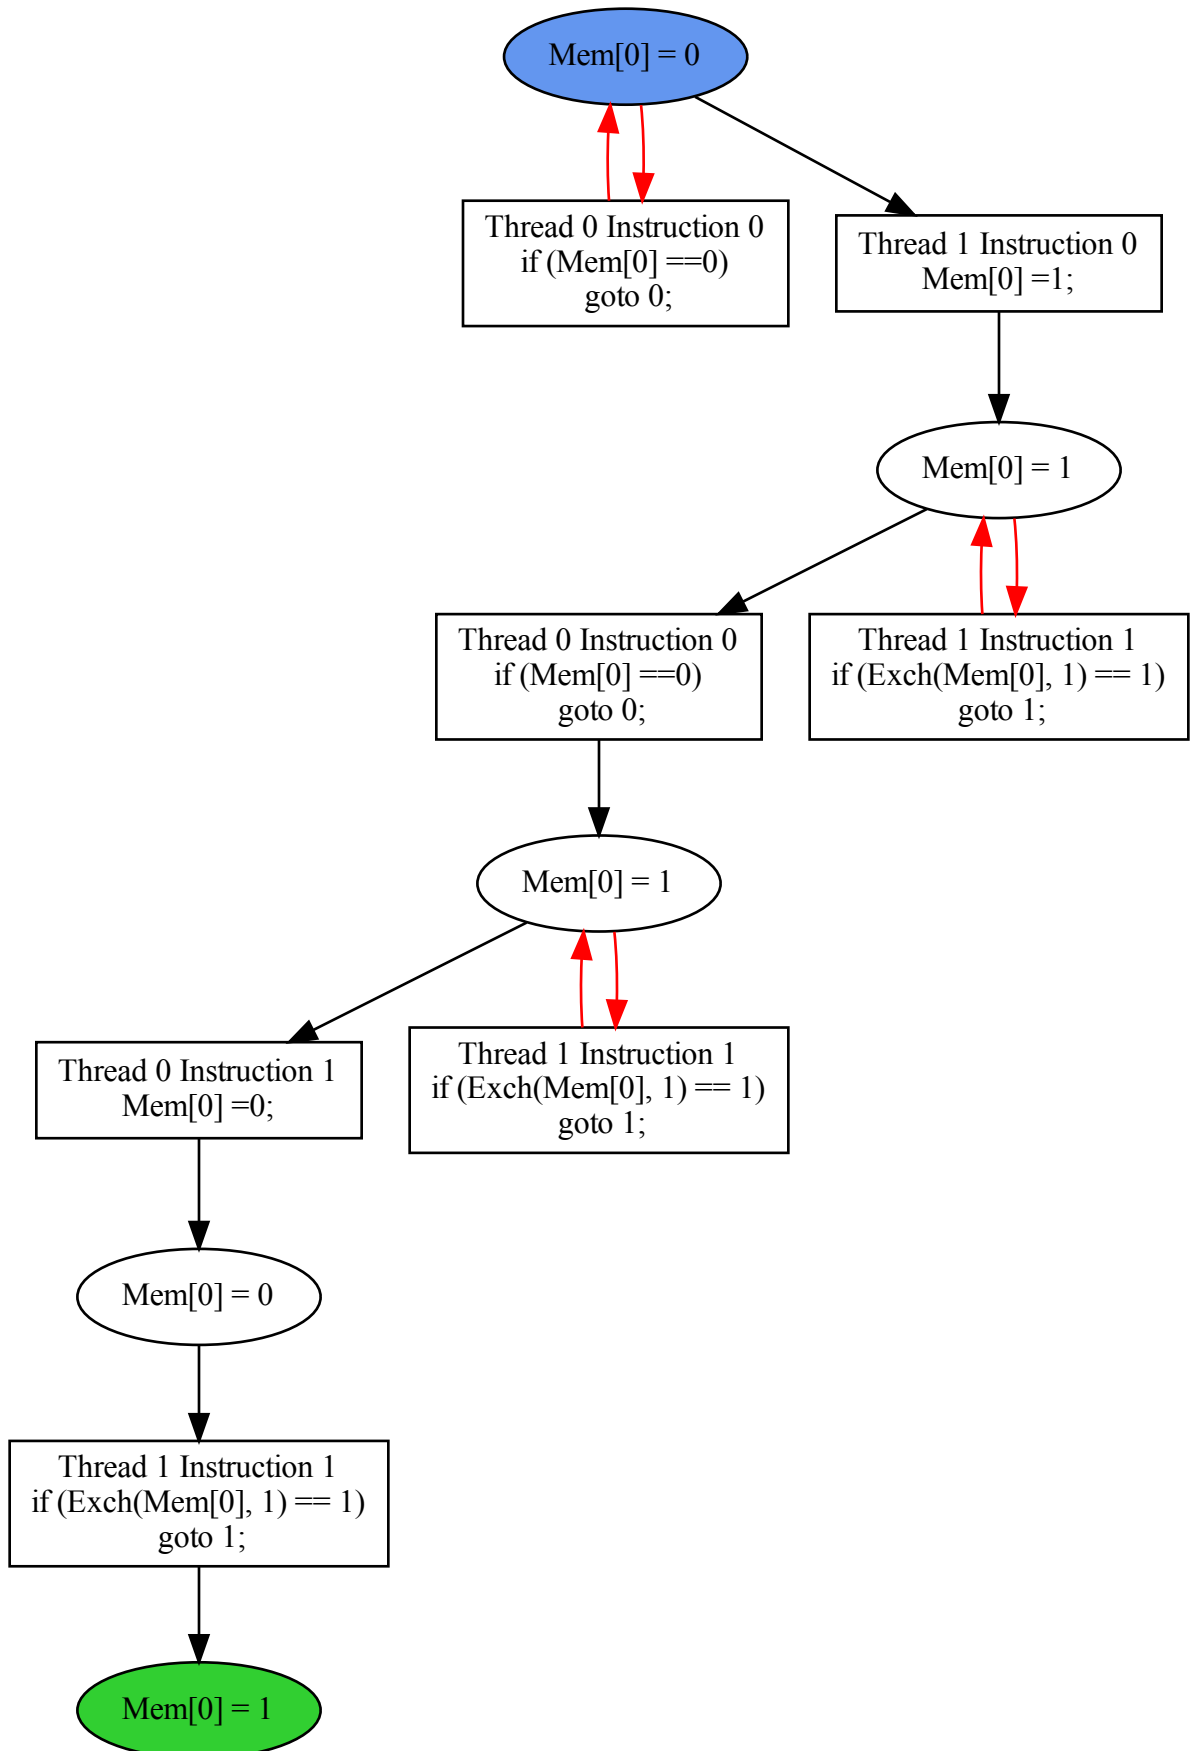 Mem[0] = 0
Thread 0 Instruction 0
if (Mem[0] ==0)
goto 0;
Thread 1 Instruction 0
Mem[0] =1;
Mem[0] = 1
Thread 0 Instruction 0
if (Mem[0] ==0)
goto 0;
Thread 1 Instruction 1
if (Exch(Mem[0], 1) == 1)
goto 1;
Mem[0] = 1
Thread 0 Instruction 1
Mem[0] =0;
Thread 1 Instruction 1
if (Exch(Mem[0], 1) == 1)
goto 1;
Mem[0] = 0
Thread 1 Instruction 1
if (Exch(Mem[0], 1) == 1)
goto 1;
Mem[0] = 1